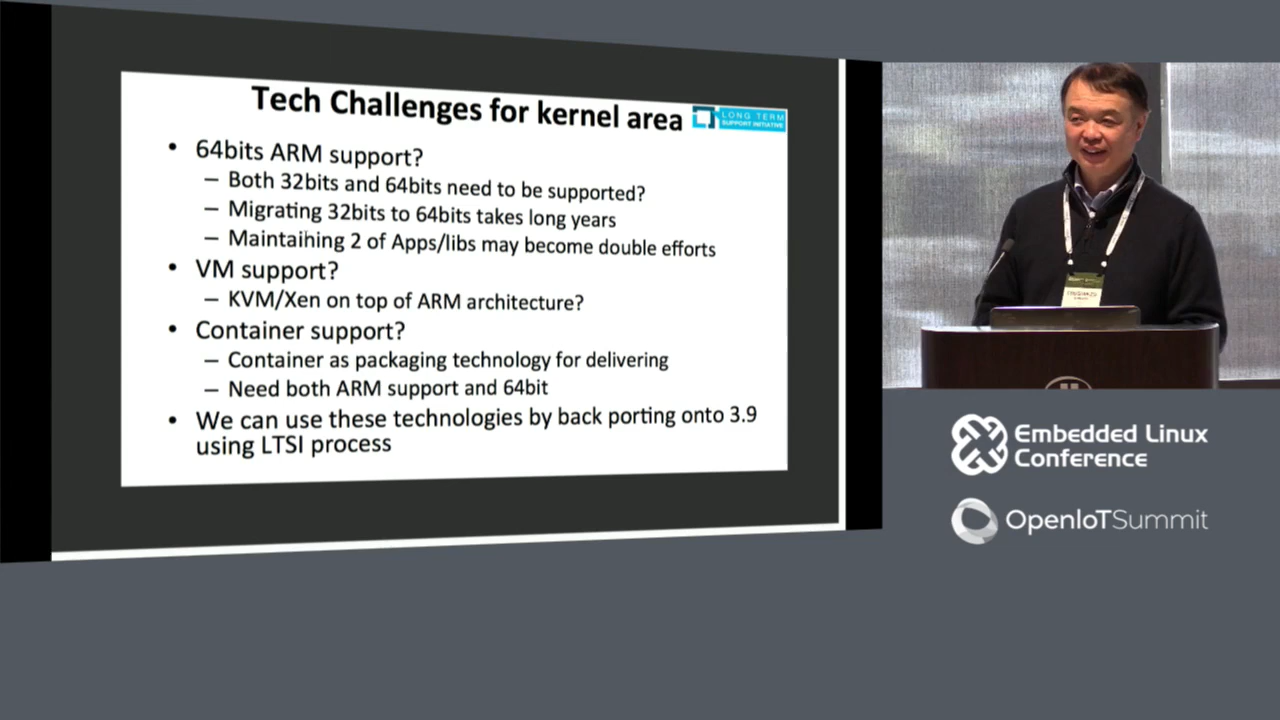 Tech Challenges for kernel area
LONG TERM
SUPPORT INITIATIVE
• 64bits ARM support?
– Both 32bits and 64bits need to be supported?
– Migrating 32bits to 64bits takes long years
– Maintaining 2 of Apps/libs may become double efforts
• VM support?
– KVM/Xen on top of ARM architecture?
• Container support?
– Container as packaging technology for delivering
– Need both ARM support and 64bit
• We can use these technologies by back porting onto 3.9
using LTSI process
Embedded Linux
Conference
OpenIoTSummit